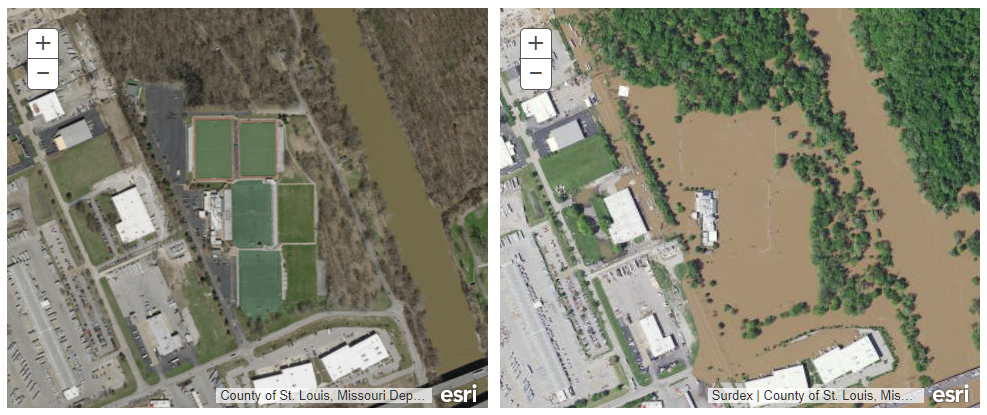 +
−
+
−
County of St. Louis, Missouri Dep...
esri
Surdex | County of St. Louis, Mis...
esri